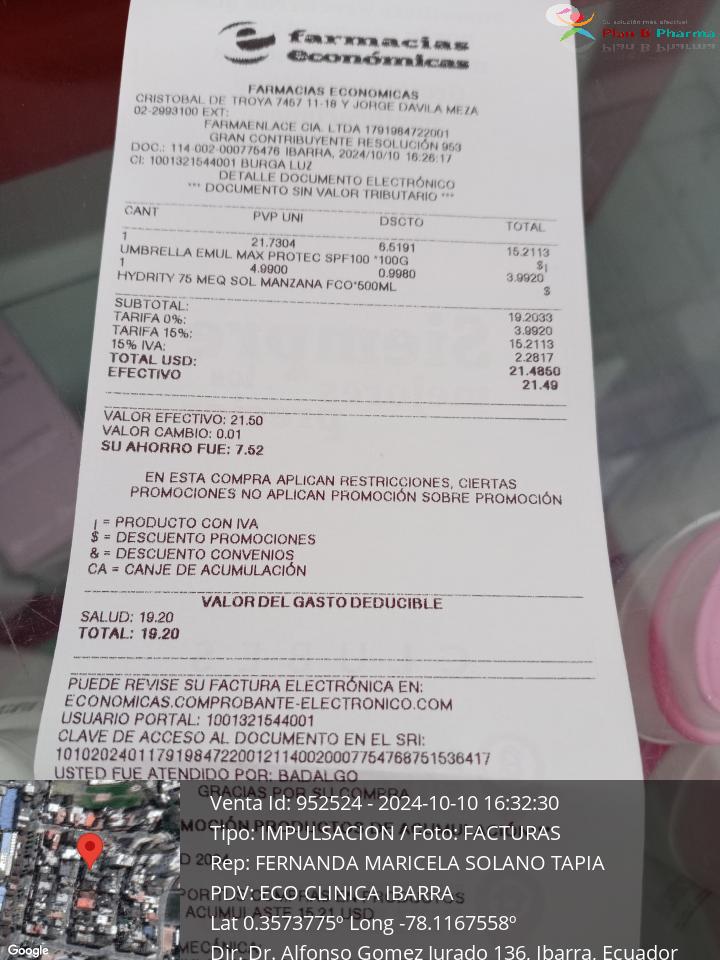 Su solución más efectiva!
Plan B Pharma
farmacias
económicas
FARMACIAS ECONOMICAS
CRISTOBAL DE TROYA 7467 11-18 Y JORGE DAVILA MEZA
02-2993100 EXT:
FARMAENLACE CIA. LTDA 1791984722001
GRAN CONTRIBUYENTE RESOLUCIÓN 953
DOC.: 114-002-000775476 IBARRA, 2024/10/10 16:26:17
CI: 1001321544001 BURGA LUZ
DETALLE DOCUMENTO ELECTRÓNICO
*** DOCUMENTO SIN VALOR TRIBUTARIO ***
CANT PVP UNI DSCTO TOTAL
1 21.7304 6.5191 15.2113
UMBRELLA EMUL MAX PROTEC SPF100 *100G $¡
1 4.9900 0.9980 3.9920
HYDRITY 75 MEQ SOL MANZANA FCO*500ML $
SUBTOTAL: 19.2033
TARIFA 0%: 3.9920
TARIFA 15%: 15.2113
15% IVA: 2.2817
TOTAL USD: 21.4850
EFECTIVO 21.49
VALOR EFECTIVO: 21.50
VALOR CAMBIO: 0.01
SU AHORRO FUE: 7.52
EN ESTA COMPRA APLICAN RESTRICCIONES, CIERTAS
PROMOCIONES NO APLICAN PROMOCIÓN SOBRE PROMOCIÓN
¡ = PRODUCTO CON IVA
$ = DESCUENTO PROMOCIONES
& = DESCUENTO CONVENIOS
CA = CANJE DE ACUMULACIÓN
VALOR DEL GASTO DEDUCIBLE
SALUD: 19.20
TOTAL: 19.20
PUEDE REVISE SU FACTURA ELECTRÓNICA EN:
ECONOMICAS.COMPROBANTE-ELECTRONICO.COM
USUARIO PORTAL: 1001321544001
CLAVE DE ACCESO AL DOCUMENTO EN EL SRI:
1010202401179198472200121140020007754768751536417
USTED FUE ATENDIDO POR: BADALGO
GRACIAS POR SU COMPRA
Venta Id: 952524 - 2024-10-10 16:32:30
Tipo: IMPULSACION / Foto: FACTURAS
Rep: FERNANDA MARICELA SOLANO TAPIA
PDV: ECO CLINICA IBARRA
Lat 0.3573775º Long -78.1167558º
Dir. Dr. Alfonso Gomez Jurado 136, Ibarra, Ecuador
Google